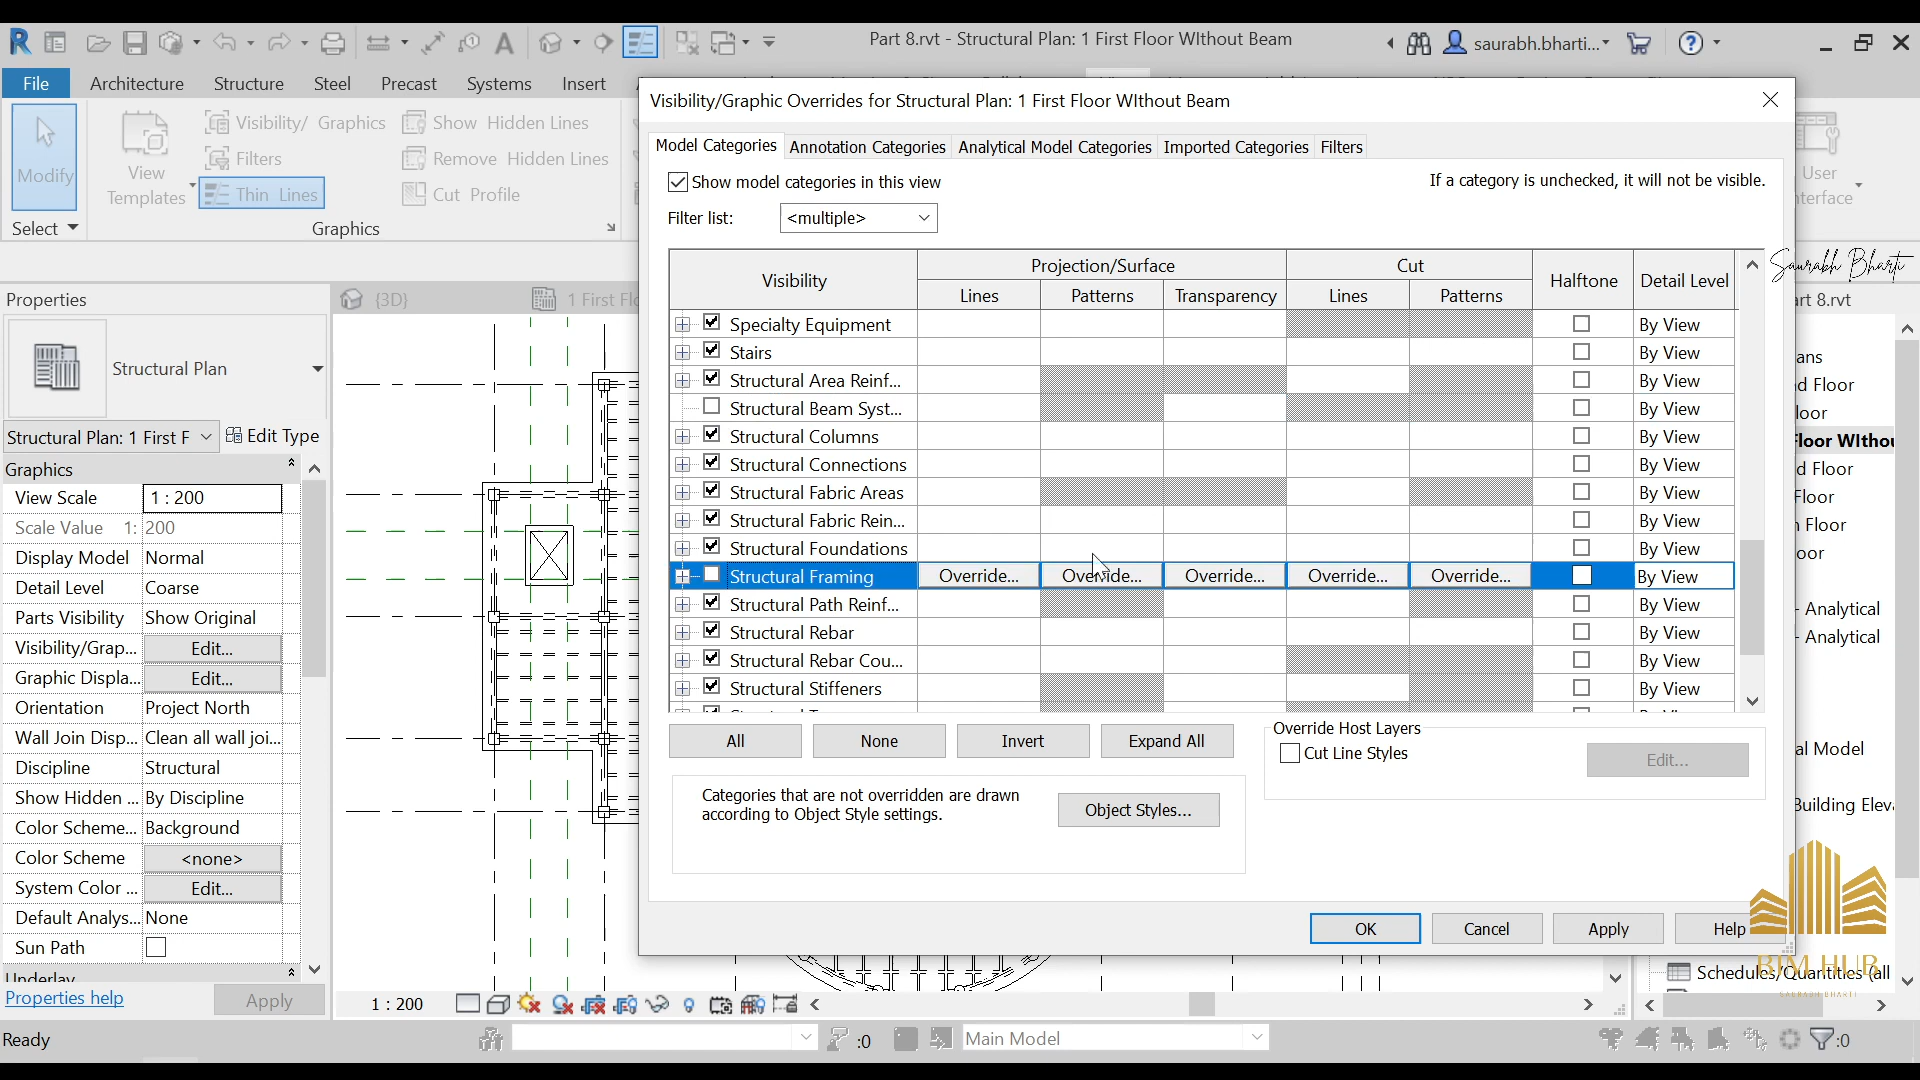 Part 8.rvt - Structural Plan: 1 First Floor WIthout Beam
saurabh.bharti...
File Architecture Structure Steel Precast Systems Insert
Modify
View
Templates
Visibility/ Graphics
Filters
Thin Lines
Show Hidden Lines
Remove Hidden Lines
Cut Profile
User
nterface
Select
Graphics
Saurabh Bharti
Properties
Structural Plan
Structural Plan: 1 First F
Edit Type
Graphics
View Scale 1 : 200
Scale Value 1: 200
Display Model Normal
Detail Level Coarse
Parts Visibility Show Original
Visibility/Grap... Edit...
Graphic Displa... Edit...
Orientation Project North
Wall Join Disp... Clean all wall joi...
Discipline Structural
Show Hidden ... By Discipline
Color Scheme... Background
Color Scheme <none>
System Color ... Edit...
Default Analys... None
Sun Path
Underlay
Properties help
Apply
{3D}
1 First Fl
Visibility/Graphic Overrides for Structural Plan: 1 First Floor WIthout Beam
Model Categories Annotation Categories Analytical Model Categories Imported Categories Filters
Show model categories in this view
If a category is unchecked, it will not be visible.
Filter list: <multiple>
Visibility Projection/Surface Cut Halftone Detail Level
Lines Patterns Transparency Lines Patterns
Specialty Equipment By View
Stairs By View
Structural Area Reinf... By View
Structural Beam Syst... By View
Structural Columns By View
Structural Connections By View
Structural Fabric Areas By View
Structural Fabric Rein... By View
Structural Foundations By View
Structural Framing Override... Override... Override... Override... Override... By View
Structural Path Reinf... By View
Structural Rebar By View
Structural Rebar Cou... By View
Structural Stiffeners By View
All None Invert Expand All
Override Host Layers
Cut Line Styles
Edit...
Categories that are not overridden are drawn
according to Object Style settings.
Object Styles...
OK Cancel Apply Help
art 8.rvt
ans
d Floor
loor
Floor WIthou
d Floor
Floor
n Floor
oor
- Analytical
- Analytical
al Model
Building Elev
BIM HUB
SAURABH BHARTI
Schedules/Quantities (all
1 : 200
Ready
:0
Main Model
:0